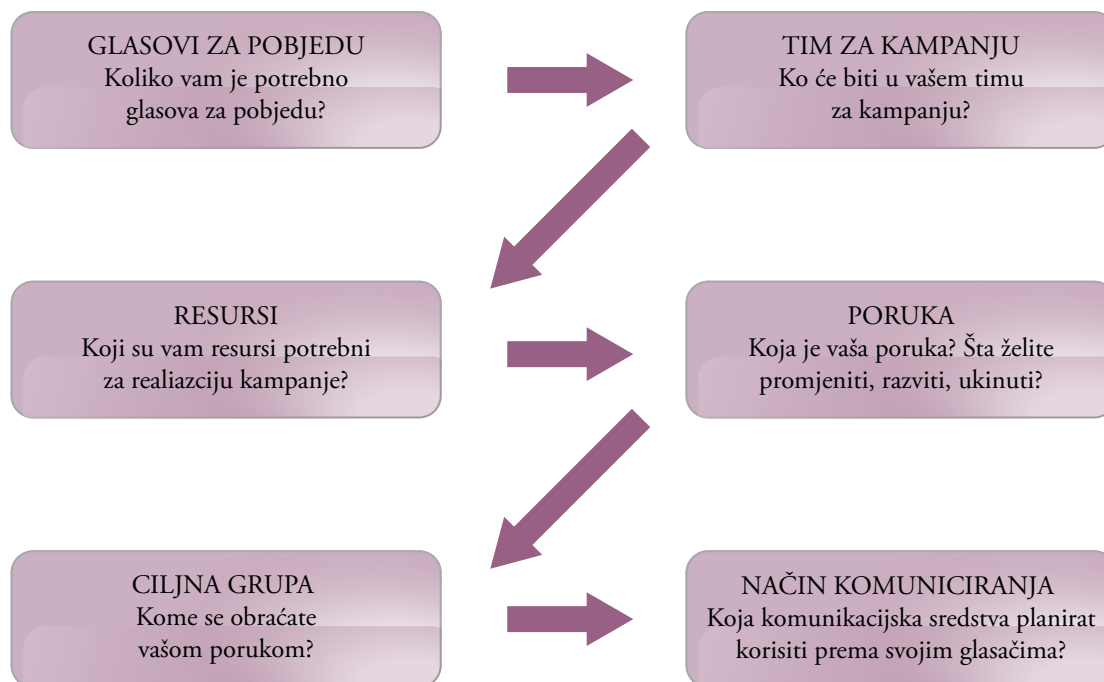 GLASOVI ZA POBJEDU
Koliko vam je potrebno
glasova za pobjedu?
TIM ZA KAMPANJU
Ko će biti u vašem timu
za kampanju?
RESURSI
Koji su vam resursi potrebni
za realiazciju kampanje?
PORUKA
Koja je vaša poruka? Šta želite
promjeniti, razviti, ukinuti?
CILJNA GRUPA
Kome se obraćate
vašom porukom?
NAČIN KOMUNICIRANJA
Koja komunikacijska sredstva planirat
korisiti prema svojim glasačima?